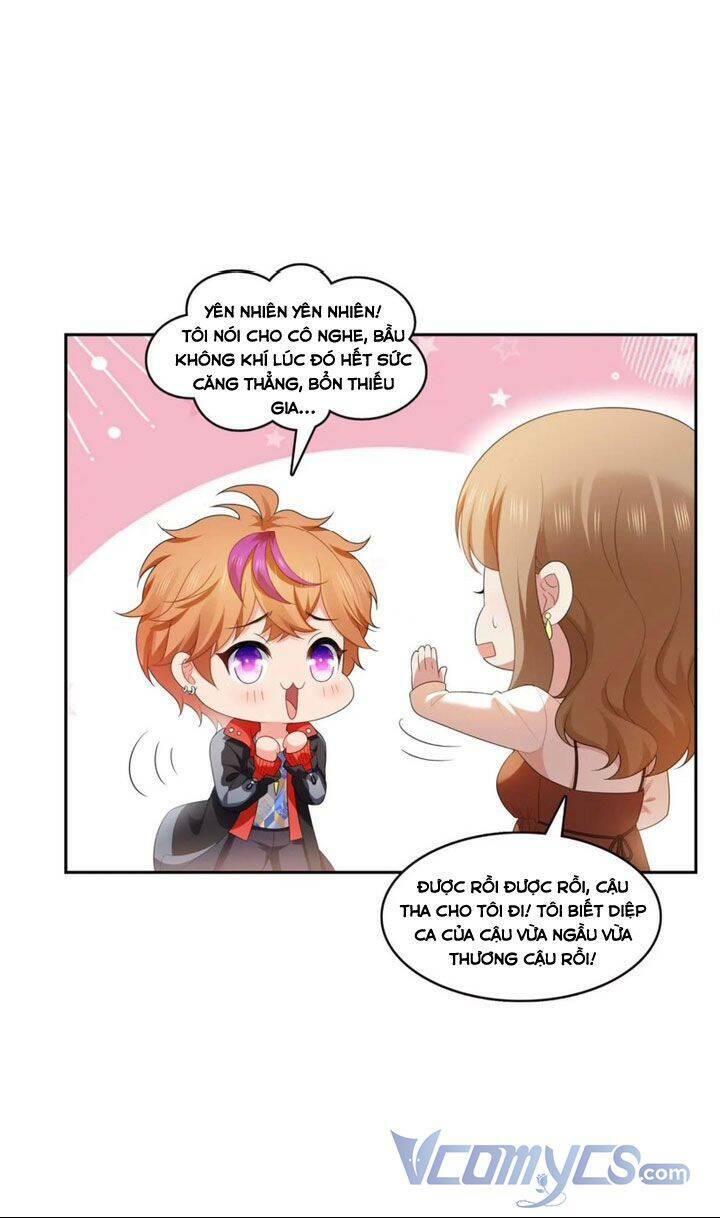 YÊN NHIÊN YÊN NHIÊN!
TÔI NÓI CHO CÔ NGHE, BẦU
KHÔNG KHÍ LÚC ĐÓ HẾT SỨC
CĂNG THẲNG, BỔN THIẾU
GIA...
ĐƯỢC RỒI ĐƯỢC RỒI, CẬU
THA CHO TÔI ĐI! TÔI BIẾT DIỆP
CA CỦA CẬU VỪA NGẦU VỪA
THƯƠNG CẬU RỒI!
VCOMYCS.com